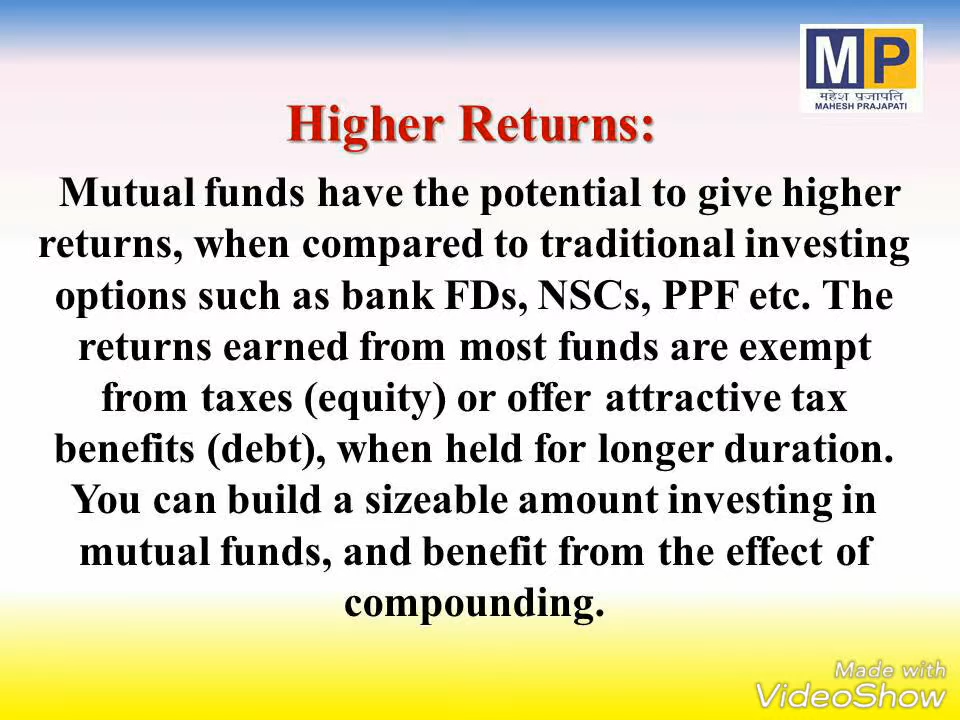 MP
महेश प्रजापति
MAHESH PRAJAPATI
Higher Returns:
Mutual funds have the potential to give higher
returns, when compared to traditional investing
options such as bank FDs, NSCs, PPF etc. The
returns earned from most funds are exempt
from taxes (equity) or offer attractive tax
benefits (debt), when held for longer duration.
You can build a sizeable amount investing in
mutual funds, and benefit from the effect of
compounding.
Made with
VideoShow